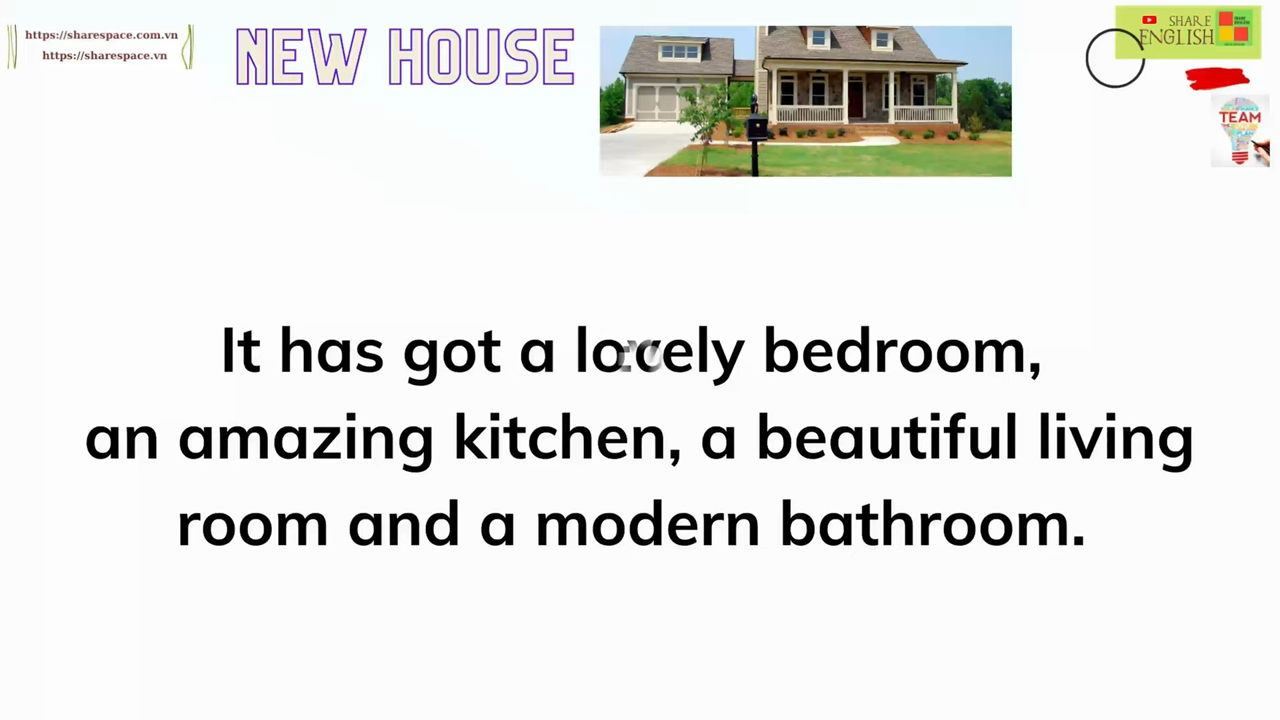 https://sharespace.com.vn
https://sharespace.vn
NEW HOUSE
SHARE
ENGLISH
TEAM
It has got a lovely bedroom,
an amazing kitchen, a beautiful living
room and a modern bathroom.